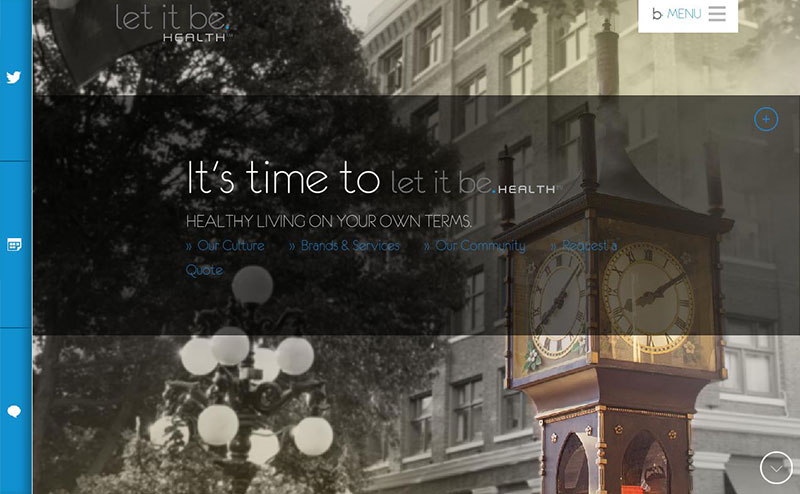 let it be.
HEALTH™
b. MENU
It's time to let it be.HEALTH™
HEALTHY LIVING ON YOUR OWN TERMS.
» Our Culture » Brands & Services » Our Community » Request a
Quote